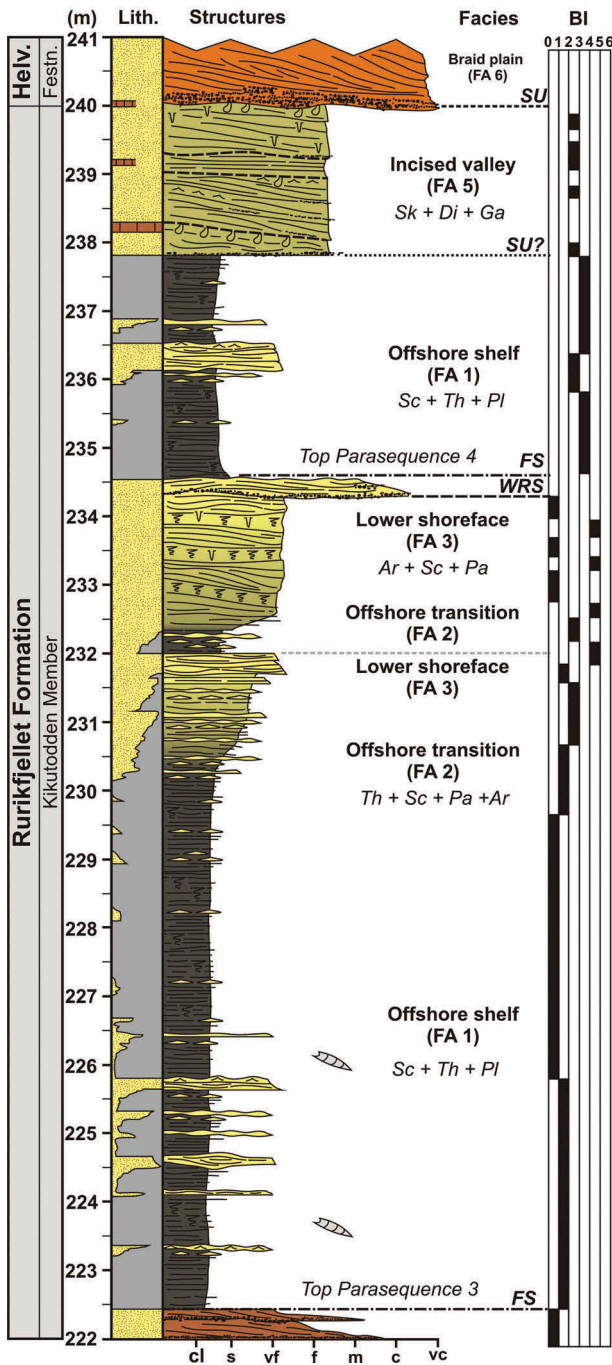 (m) Lith. Structures Facies BI
0 1 2 3 4 5 6
Helv.
Festn.
Rurikfjellet Formation
Kikutodden Member
241
Braid plain
(FA 6)
240
SU
Incised valley
(FA 5)
239
Sk + Di + Ga
238
SU?
237
Offshore shelf
(FA 1)
236
Sc + Th + Pl
235
Top Parasequence 4 FS
WRS
234
Lower shoreface
(FA 3)
233
Ar + Sc + Pa
Offshore transition
(FA 2)
232
Lower shoreface
(FA 3)
231
Offshore transition
(FA 2)
230
Th + Sc + Pa +Ar
229
228
227
Offshore shelf
(FA 1)
226
Sc + Th + Pl
225
224
223
Top Parasequence 3 FS
222
cl s vf f m c vc